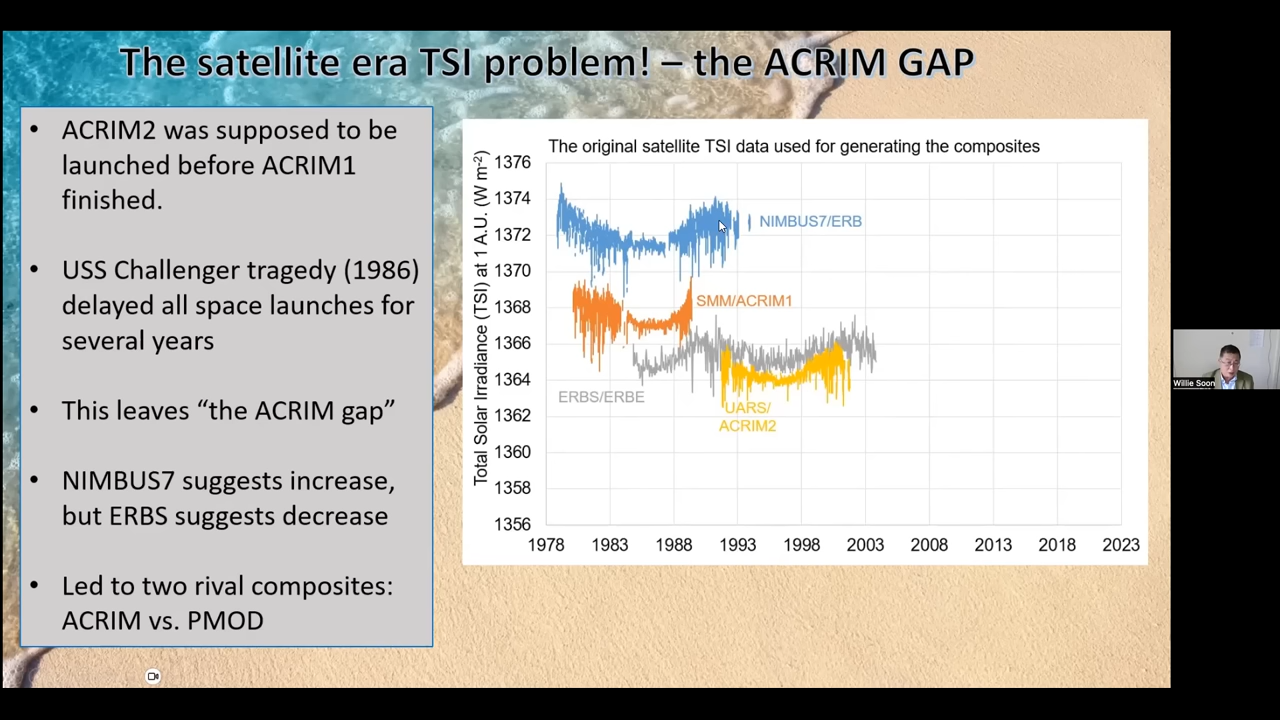 The satellite era TSI problem! – the ACRIM GAP
• ACRIM2 was supposed to be
launched before ACRIM1
finished.
• USS Challenger tragedy (1986)
delayed all space launches for
several years
• This leaves “the ACRIM gap”
• NIMBUS7 suggests increase,
but ERBS suggests decrease
• Led to two rival composites:
ACRIM vs. PMOD
The original satellite TSI data used for generating the composites
Total Solar Irradiance (TSI) at 1 A.U. (W m⁻²)
1376
1374
1372
1370
1368
1366
1364
1362
1360
1358
1356
NIMBUS7/ERB
SMM/ACRIM1
ERBS/ERBE
UARS/
ACRIM2
1978 1983 1988 1993 1998 2003 2008 2013 2018 2023
Willie Soon